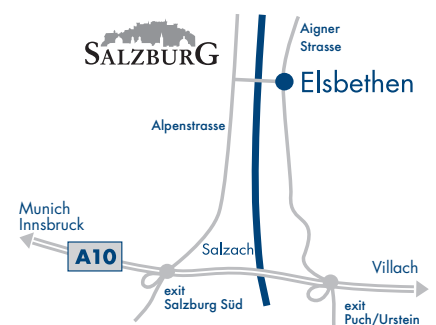 Aigner
Strasse
SALZBURG
Elsbethen
Alpenstrasse
Munich
Innsbruck
A10
Salzach
Villach
exit
Salzburg Süd
exit
Puch/Urstein